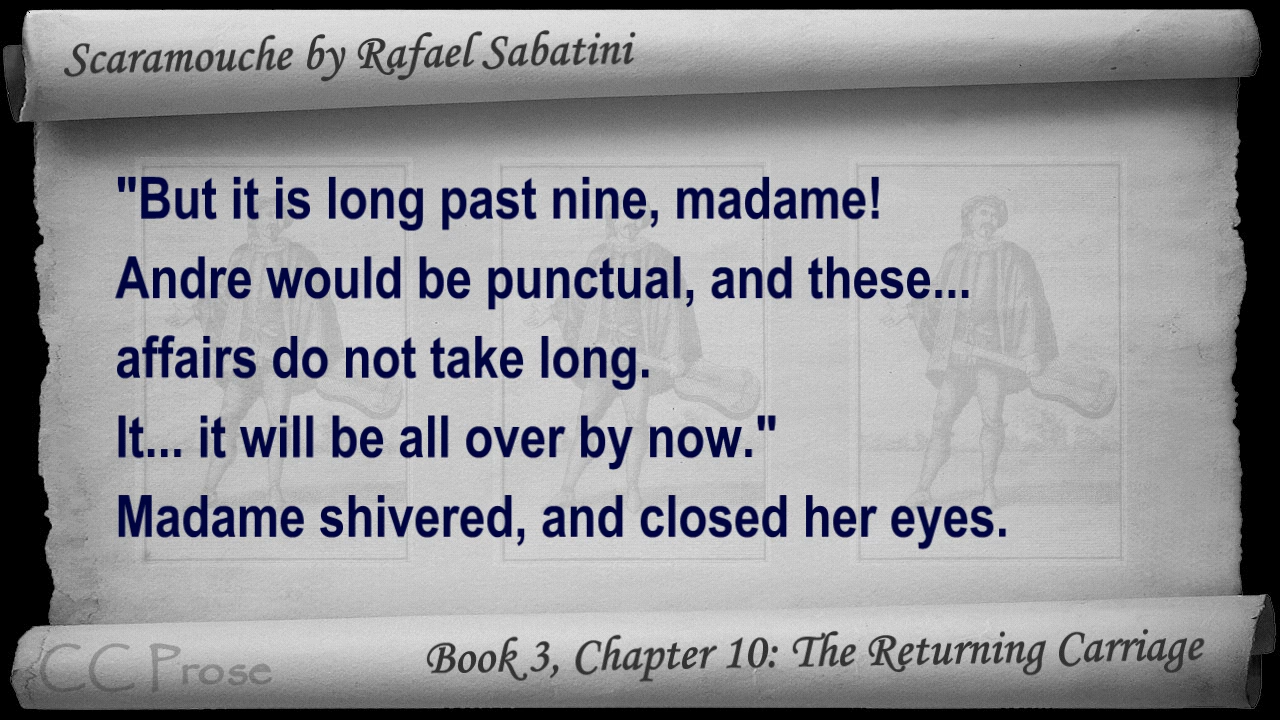 Scaramouche by Rafael Sabatini
"But it is long past nine, madame!
Andre would be punctual, and these...
affairs do not take long.
It... it will be all over by now."
Madame shivered, and closed her eyes.
Book 3, Chapter 10: The Returning Carriage
CC Prose